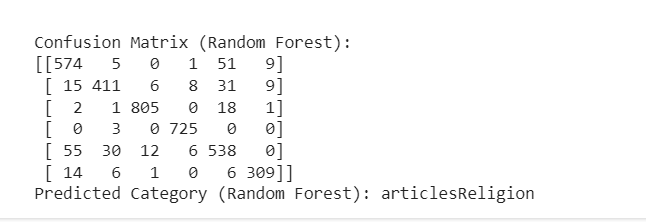 Confusion Matrix (Random Forest):
[[574   5   0   1  51   9]
 [ 15 411   6   8  31   9]
 [  2   1 805   0  18   1]
 [  0   3   0 725   0   0]
 [ 55  30  12   6 538   0]
 [ 14   6   1   0   6 309]]
Predicted Category (Random Forest): articlesReligion